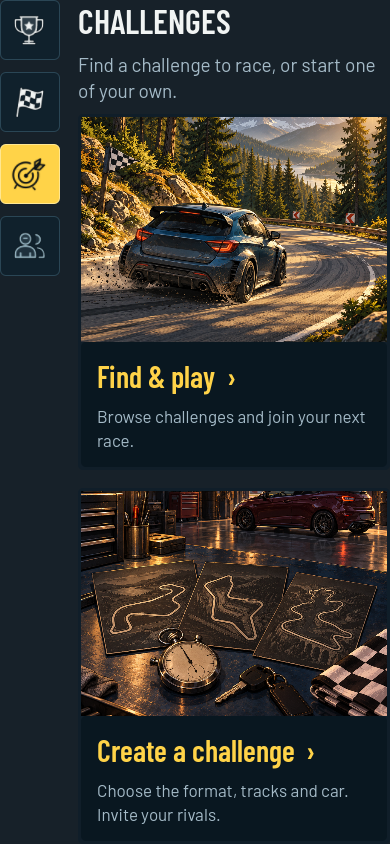 CHALLENGES
Find a challenge to race, or start one
of your own.
Find & play ›
Browse challenges and join your next
race.
Create a challenge ›
Choose the format, tracks and car.
Invite your rivals.